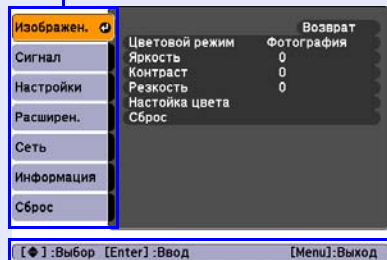 Изображен.
Сигнал
Настройки
Расширен.
Сеть
Информация
Сброс
Возврат
Цветовой режим Фотография
Яркость 0
Контраст 0
Резкость 0
Настойка цвета
Сброс
[◆]:Выбор [Enter]:Ввод [Menu]:Выход